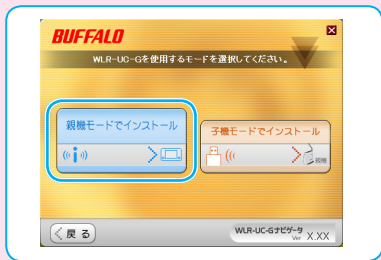 BUFFALO
WLR-UC-Gを使用するモードを選択してください。
親機モードでインストール
子機モードでインストール
親機
戻る
WLR-UC-Gナビゲータ
Ver X.XX